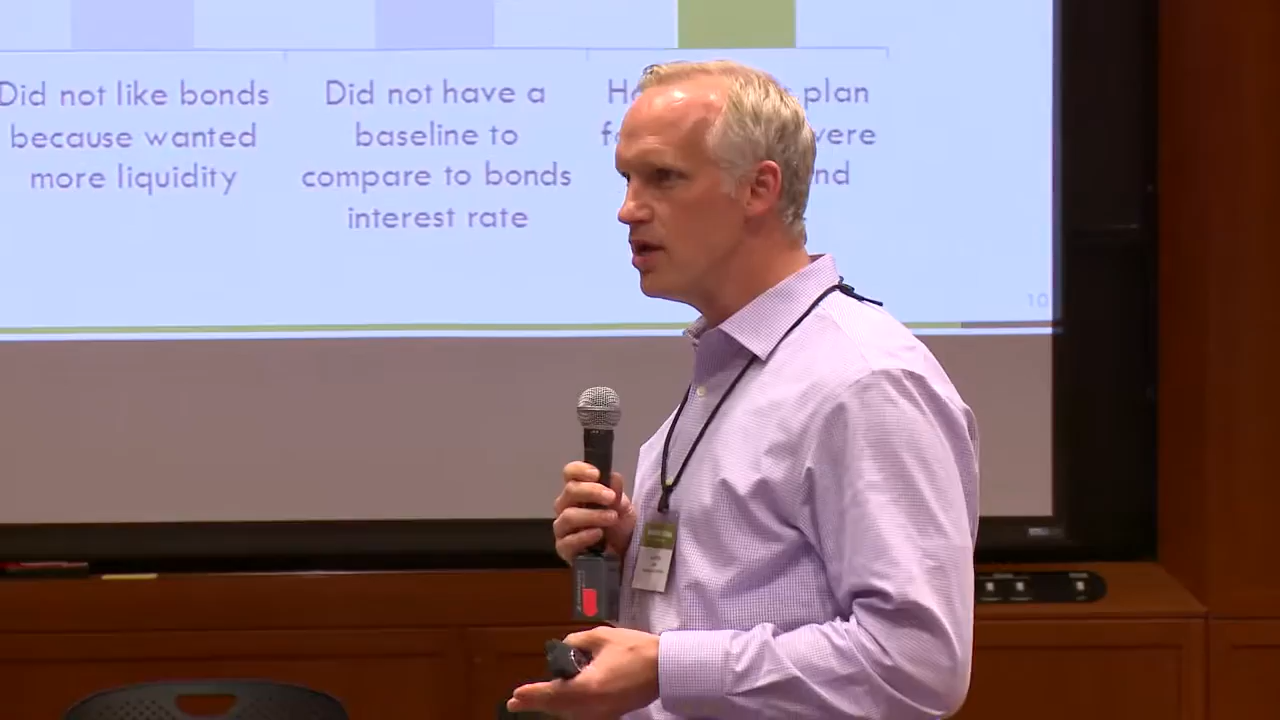 Did not like bonds
because wanted
more liquidity
Did not have a
baseline to
compare to bonds
interest rate
plan
were
10